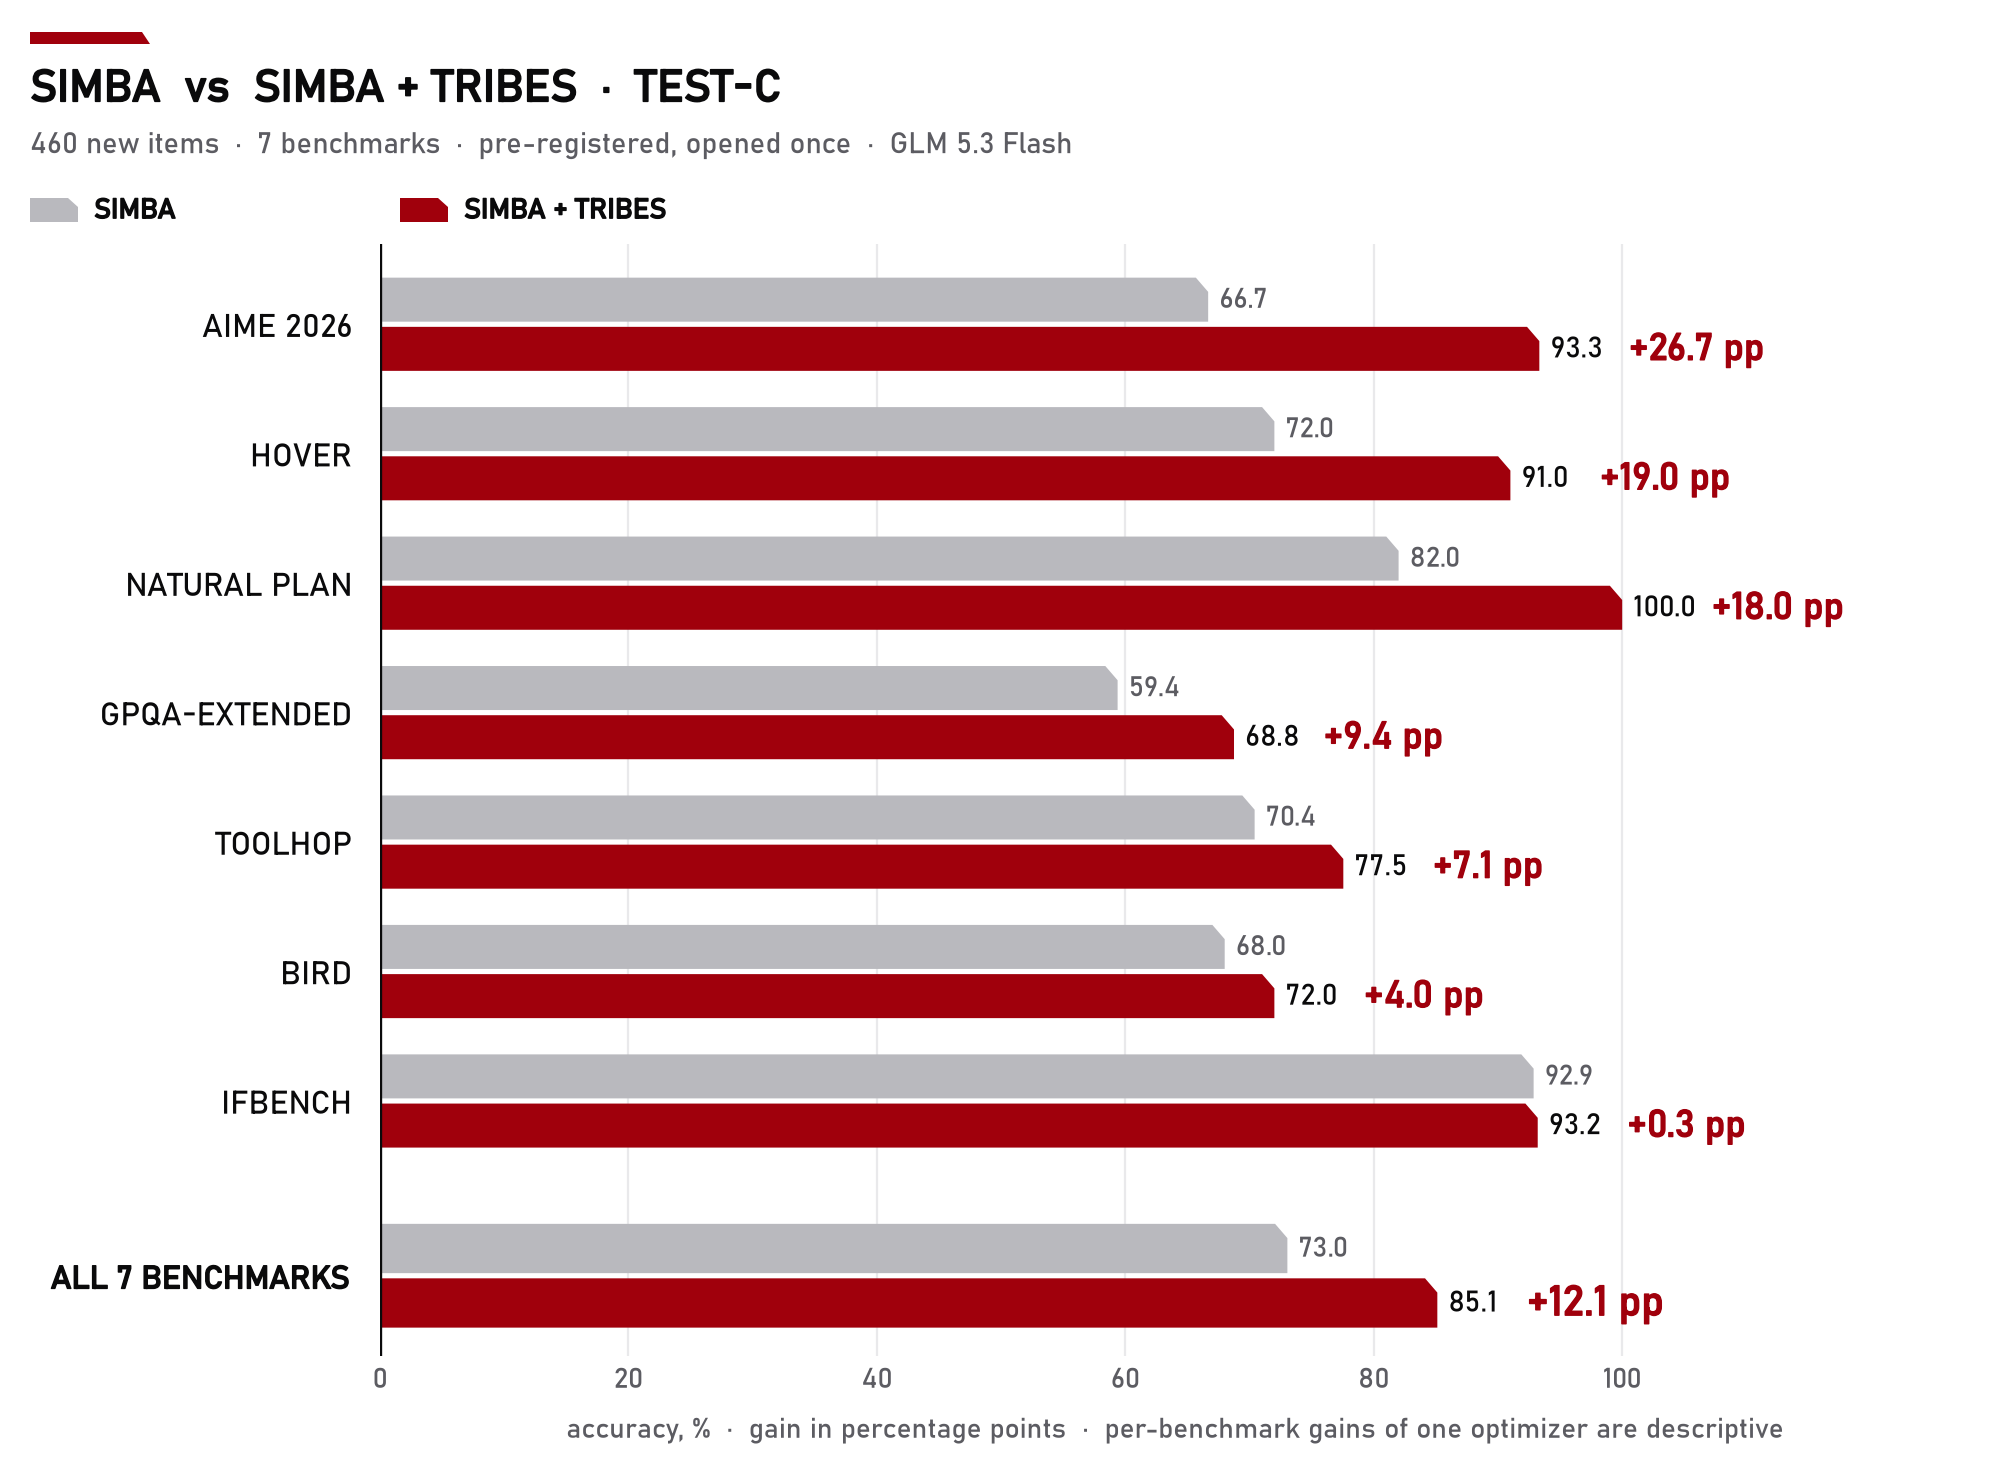 SIMBA vs SIMBA + TRIBES · TEST-C
460 new items · 7 benchmarks · pre-registered, opened once · GLM 5.3 Flash
SIMBA
SIMBA + TRIBES
AIME 2026
66.7
93.3 +26.7 pp
HOVER
72.0
91.0 +19.0 pp
NATURAL PLAN
82.0
100.0 +18.0 pp
GPQA-EXTENDED
59.4
68.8 +9.4 pp
TOOLHOP
70.4
77.5 +7.1 pp
BIRD
68.0
72.0 +4.0 pp
IFBENCH
92.9
93.2 +0.3 pp
ALL 7 BENCHMARKS
73.0
85.1 +12.1 pp
0 20 40 60 80 100
accuracy, % · gain in percentage points · per-benchmark gains of one optimizer are descriptive